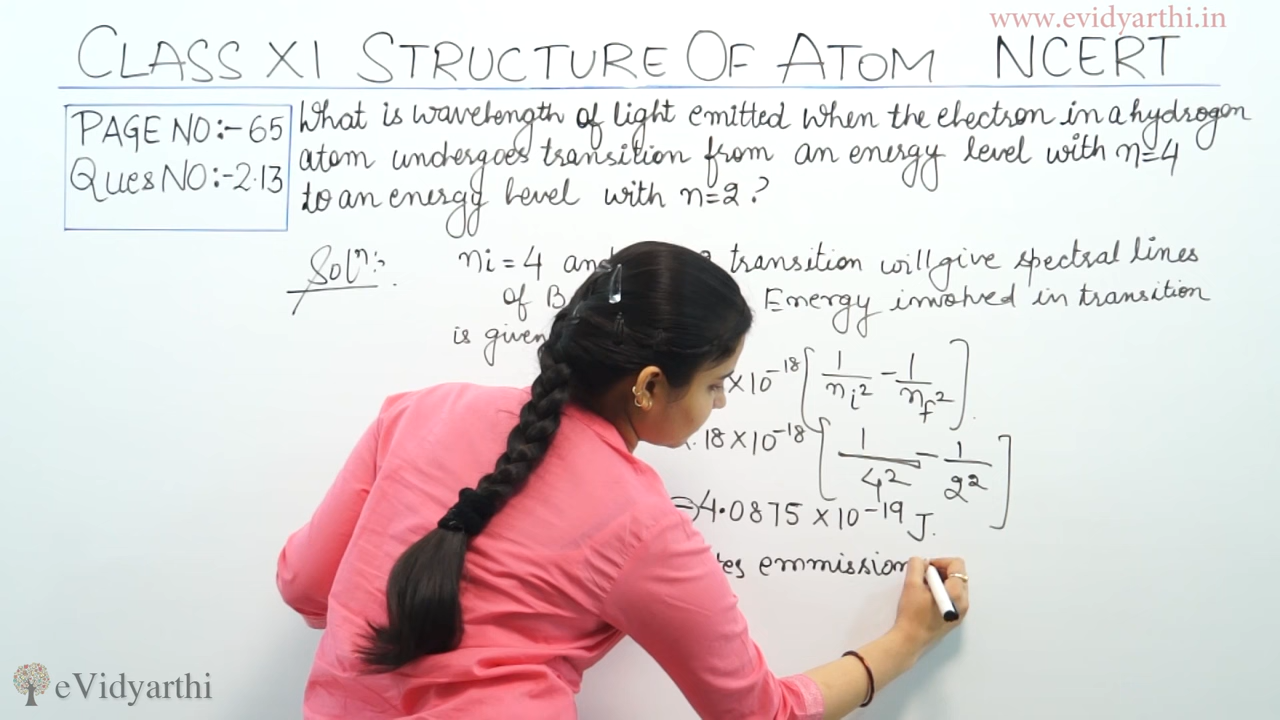 www.evidyarthi.in
CLASS XI STRUCTURE OF ATOM NCERT
PAGE NO:-65
QUES NO:-2.13
What is wavelength of light emitted when the electron in a hydrogen
atom undergoes transition from an energy level with n=4
to an energy level with n=2?
Solⁿ:
ni=4 and transition will give spectral lines
of Energy involved in transition
is given
×10⁻¹⁸ [1/nᵢ² − 1/n_f²]
.18×10⁻¹⁸ [1/4² − 1/2²]
4.0875×10⁻¹⁹ J.
emmission
eVidyarthi